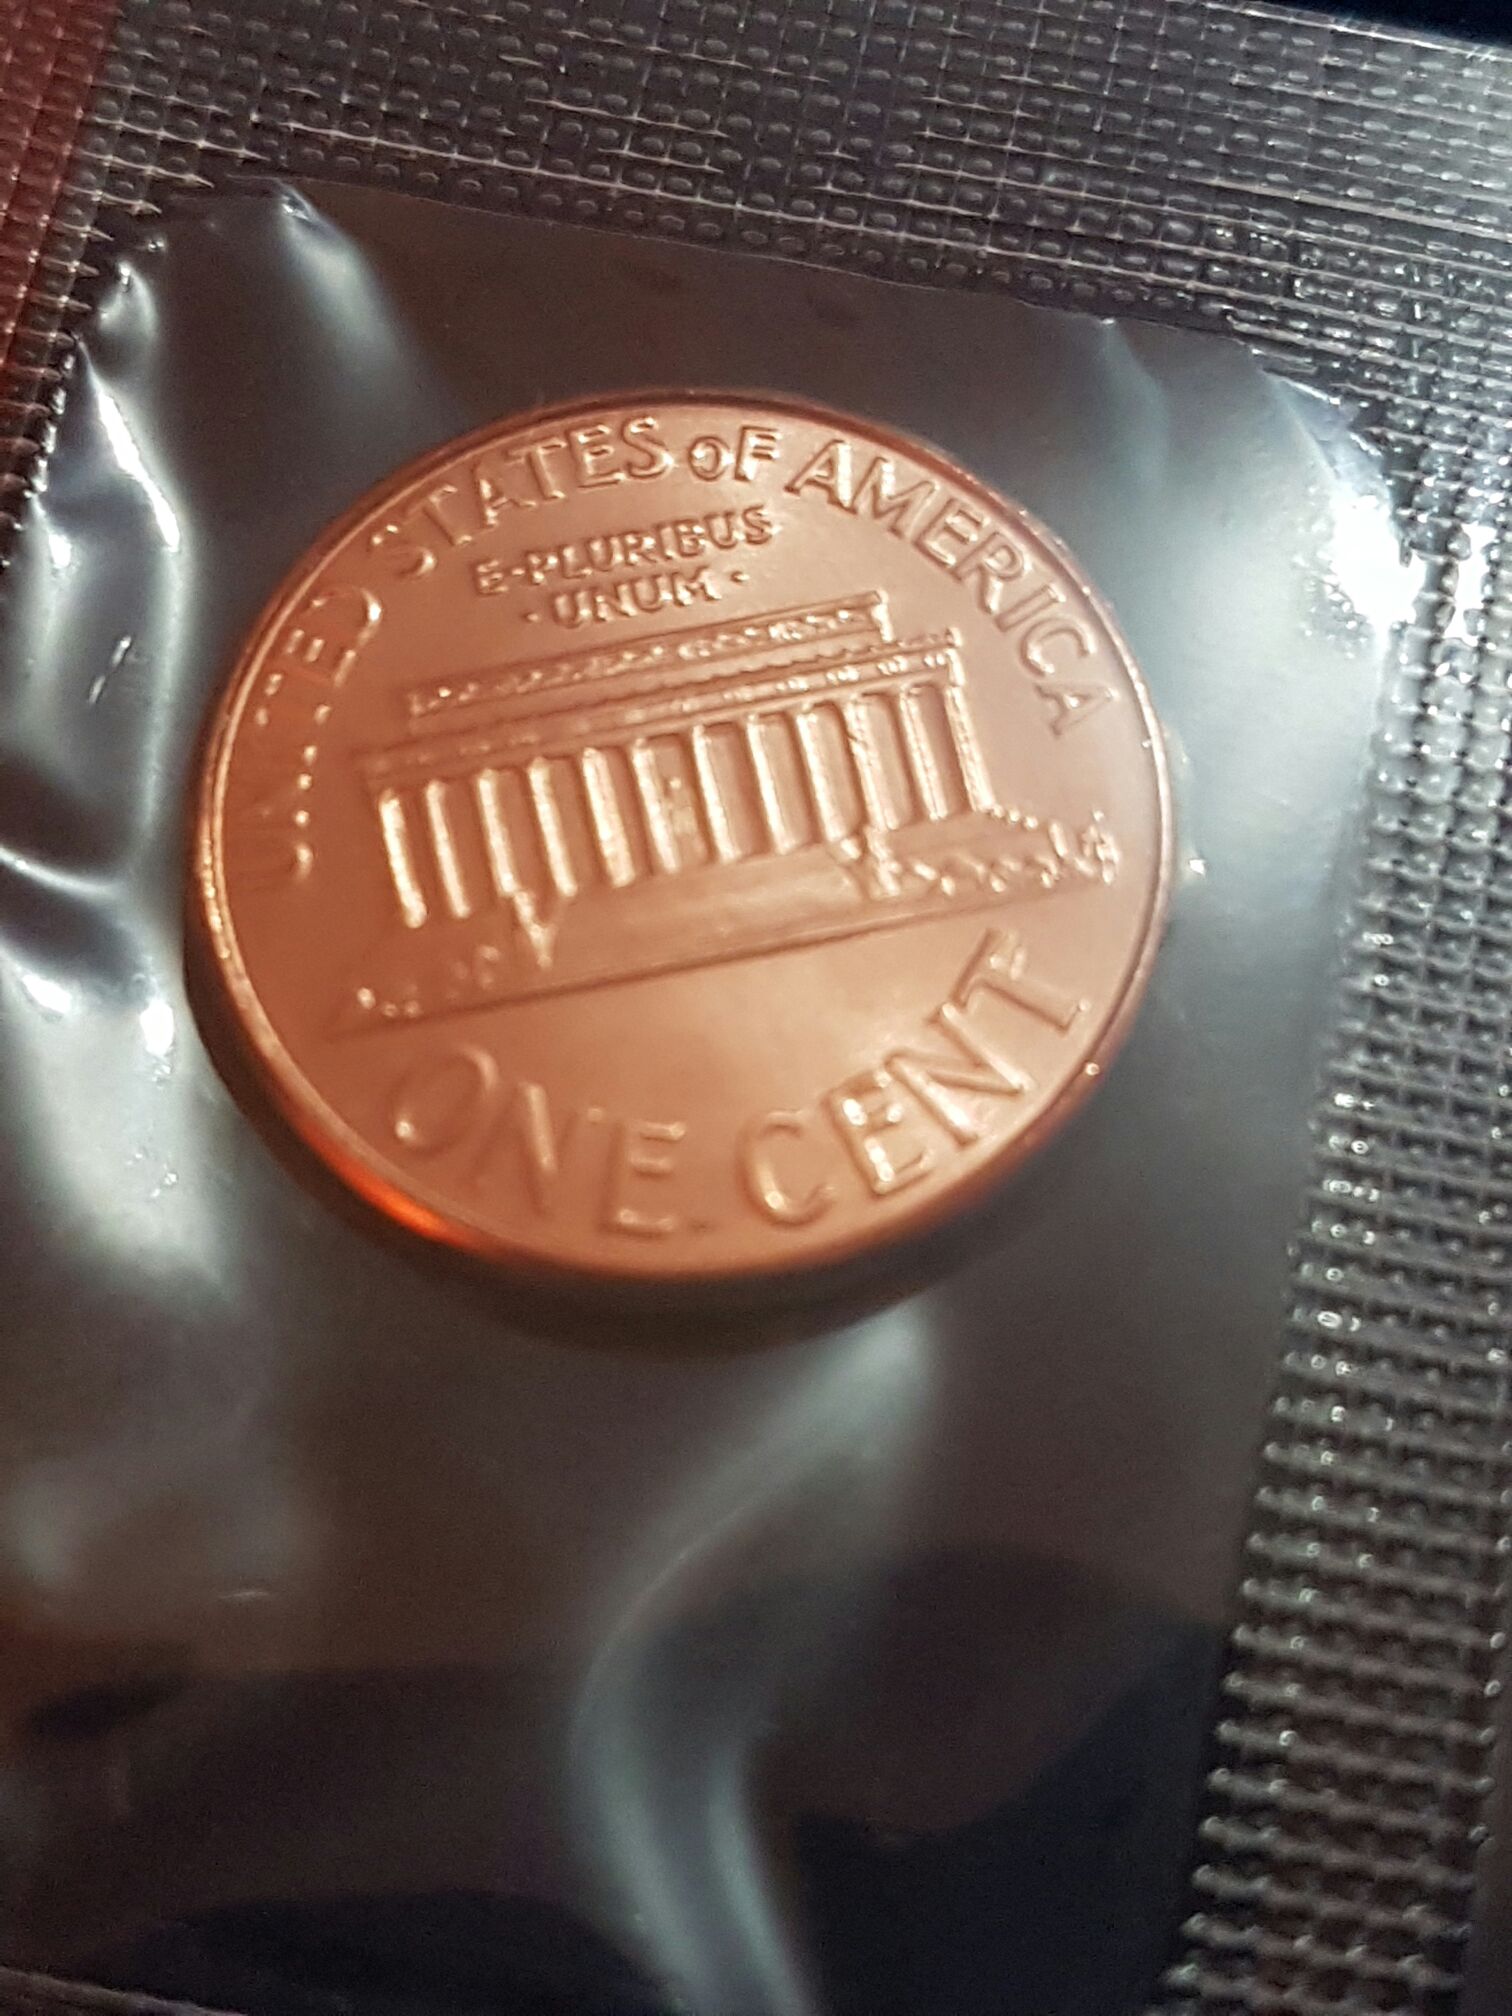 UNITED STATES OF AMERICA
E·PLURIBUS
·UNUM·
ONE CENT